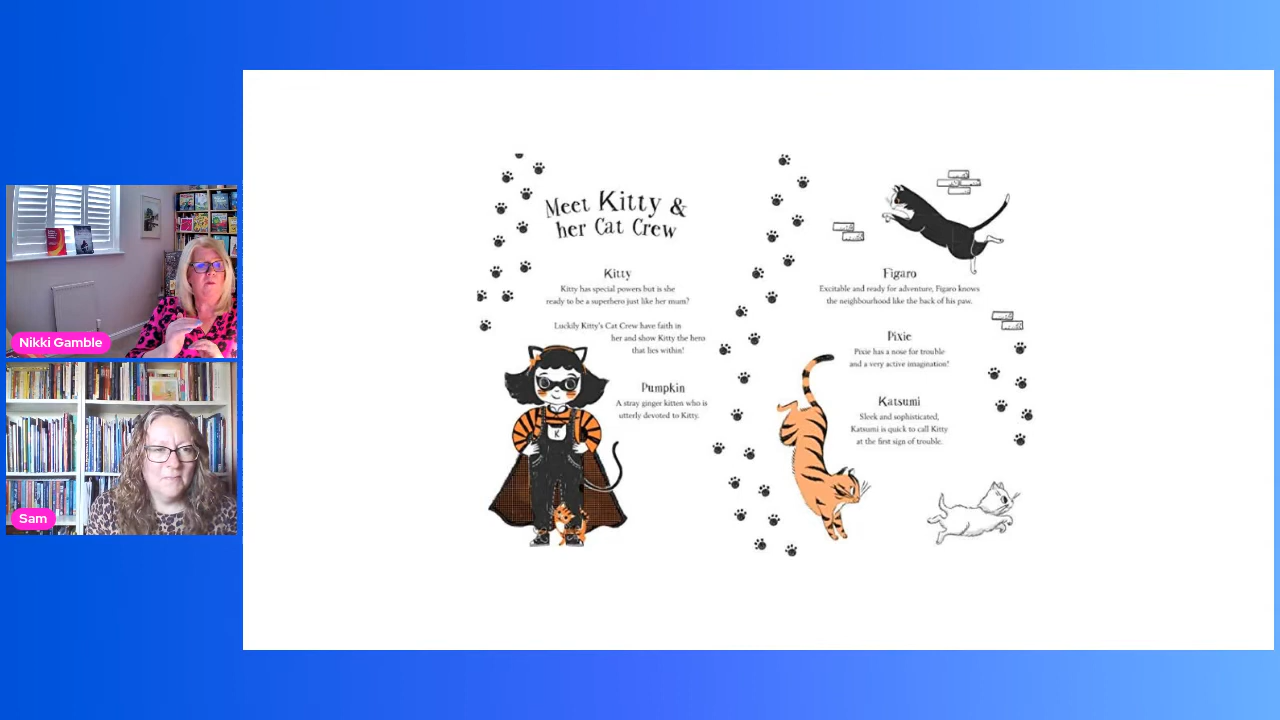 Nikki Gamble
Sam
Meet Kitty &
her Cat Crew
Kitty
Kitty has special powers but is she
ready to be a superhero just like her mum?
Luckily Kitty's Cat Crew have faith in
her and show Kitty the hero
that lies within!
K
Pumpkin
A stray ginger kitten who is
utterly devoted to Kitty.
Figaro
Excitable and ready for adventure, Figaro knows
the neighbourhood like the back of his paw.
Pixie
Pixie has a nose for trouble
and a very active imagination!
Katsumi
Sleek and sophisticated,
Katsumi is quick to call Kitty
at the first sign of trouble.